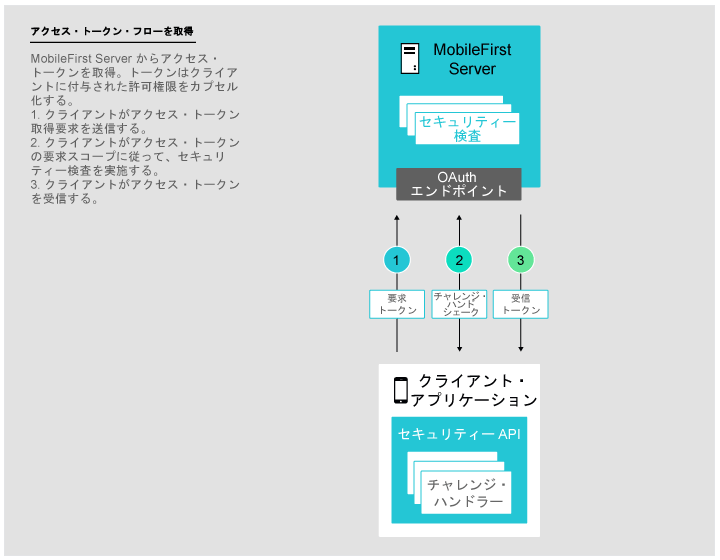 アクセス・トークン・フローを取得
MobileFirst Server からアクセス・
トークンを取得。トークンはクライア
ントに付与された許可権限をカプセル
化する。
1. クライアントがアクセス・トークン
取得要求を送信する。
2. クライアントがアクセス・トークン
の要求スコープに従って、セキュリ
ティー検査を実施する。
3. クライアントがアクセス・トークン
を受信する。
MobileFirst
Server
セキュリティー
検査
OAuth
エンドポイント
1
2
3
要求
トークン
チャレンジ・
ハンド
シェーク
受信
トークン
クライアント・
アプリケーション
セキュリティー API
チャレンジ・
ハンドラー